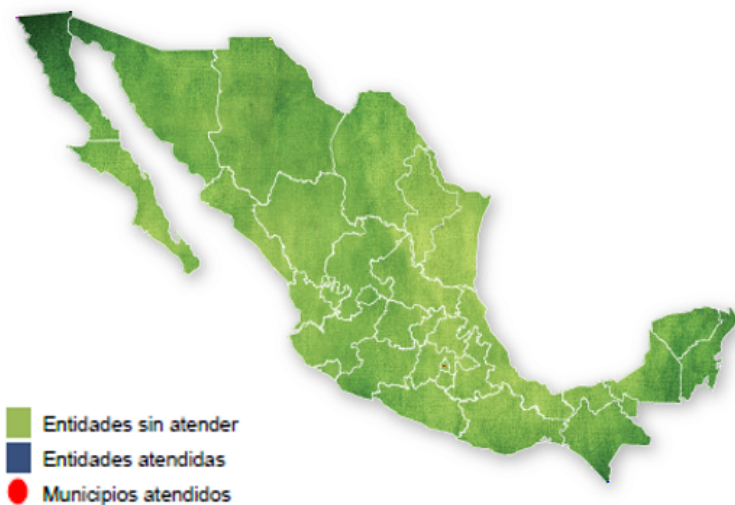 Entidades sin atender
Entidades atendidas
Municipios atendidos